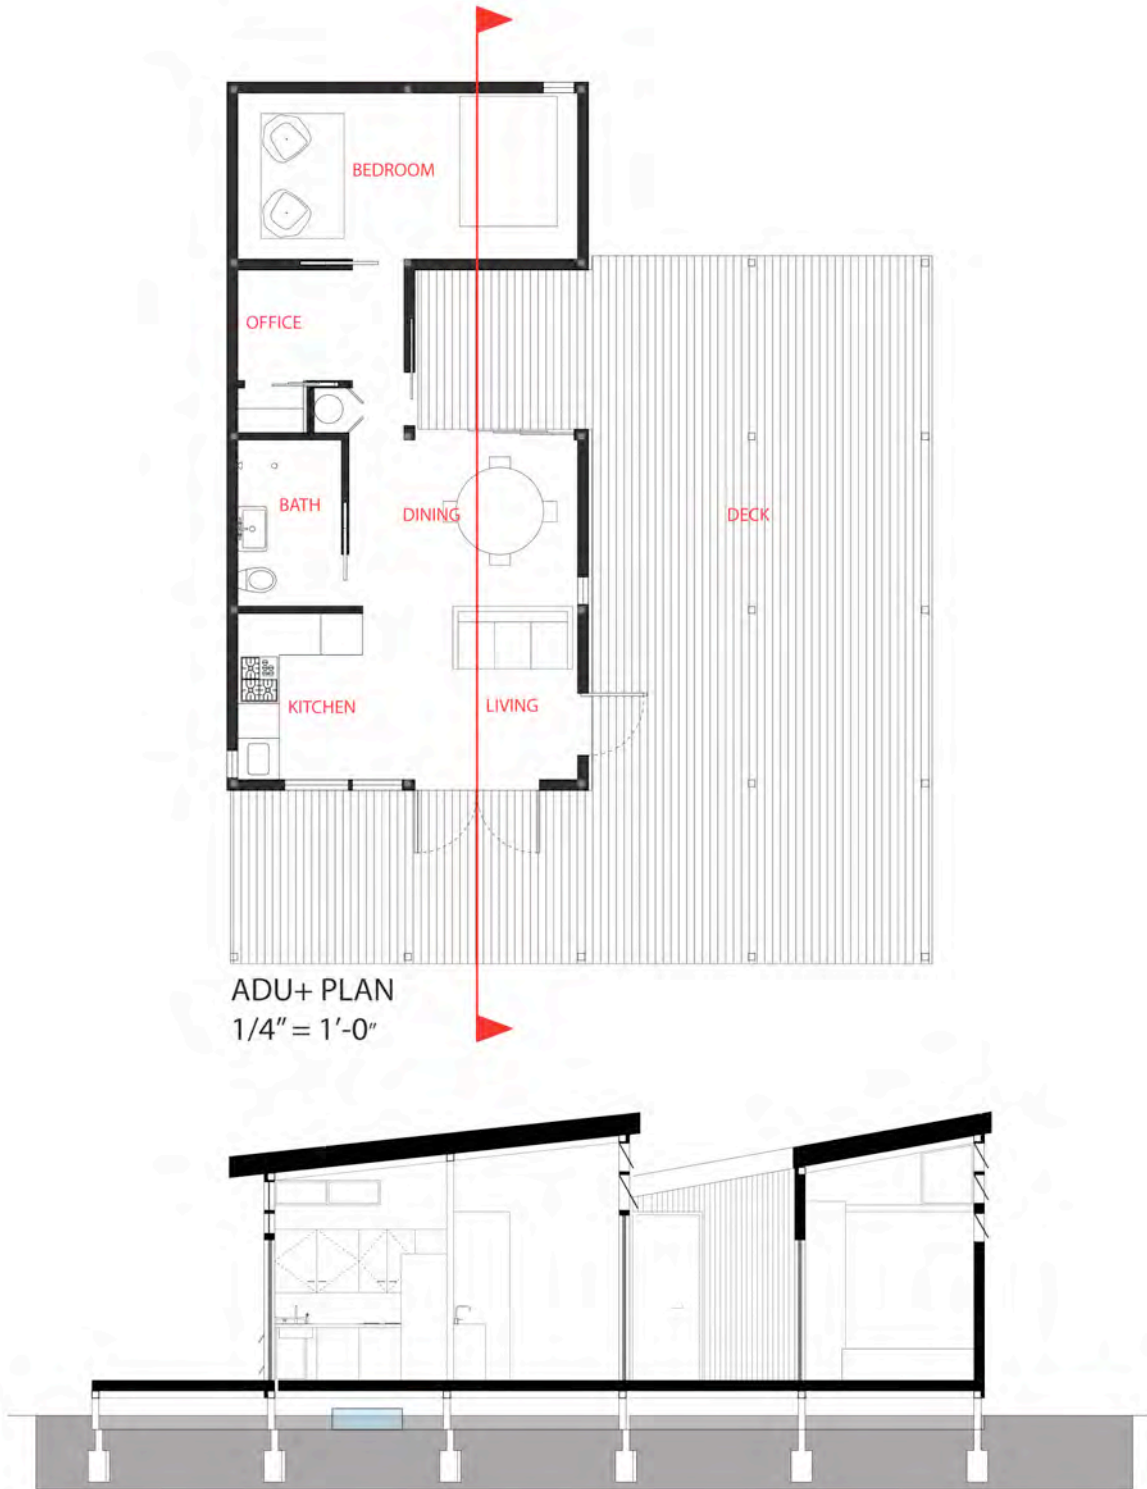 BEDROOM
OFFICE
BATH
DINING
DECK
KITCHEN
LIVING
ADU+ PLAN
1/4" = 1'-0"